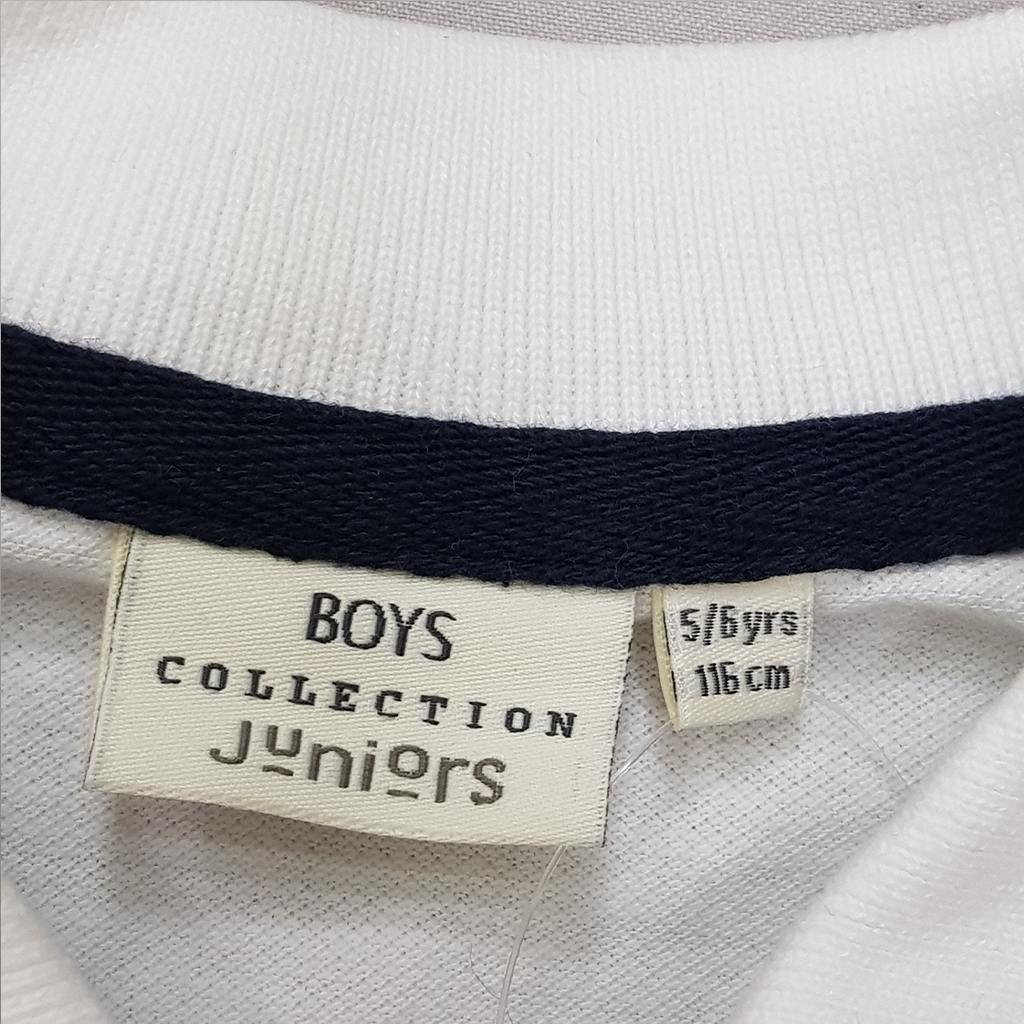 BOYS
COLLECTION
Juniors
5/6yrs
116cm